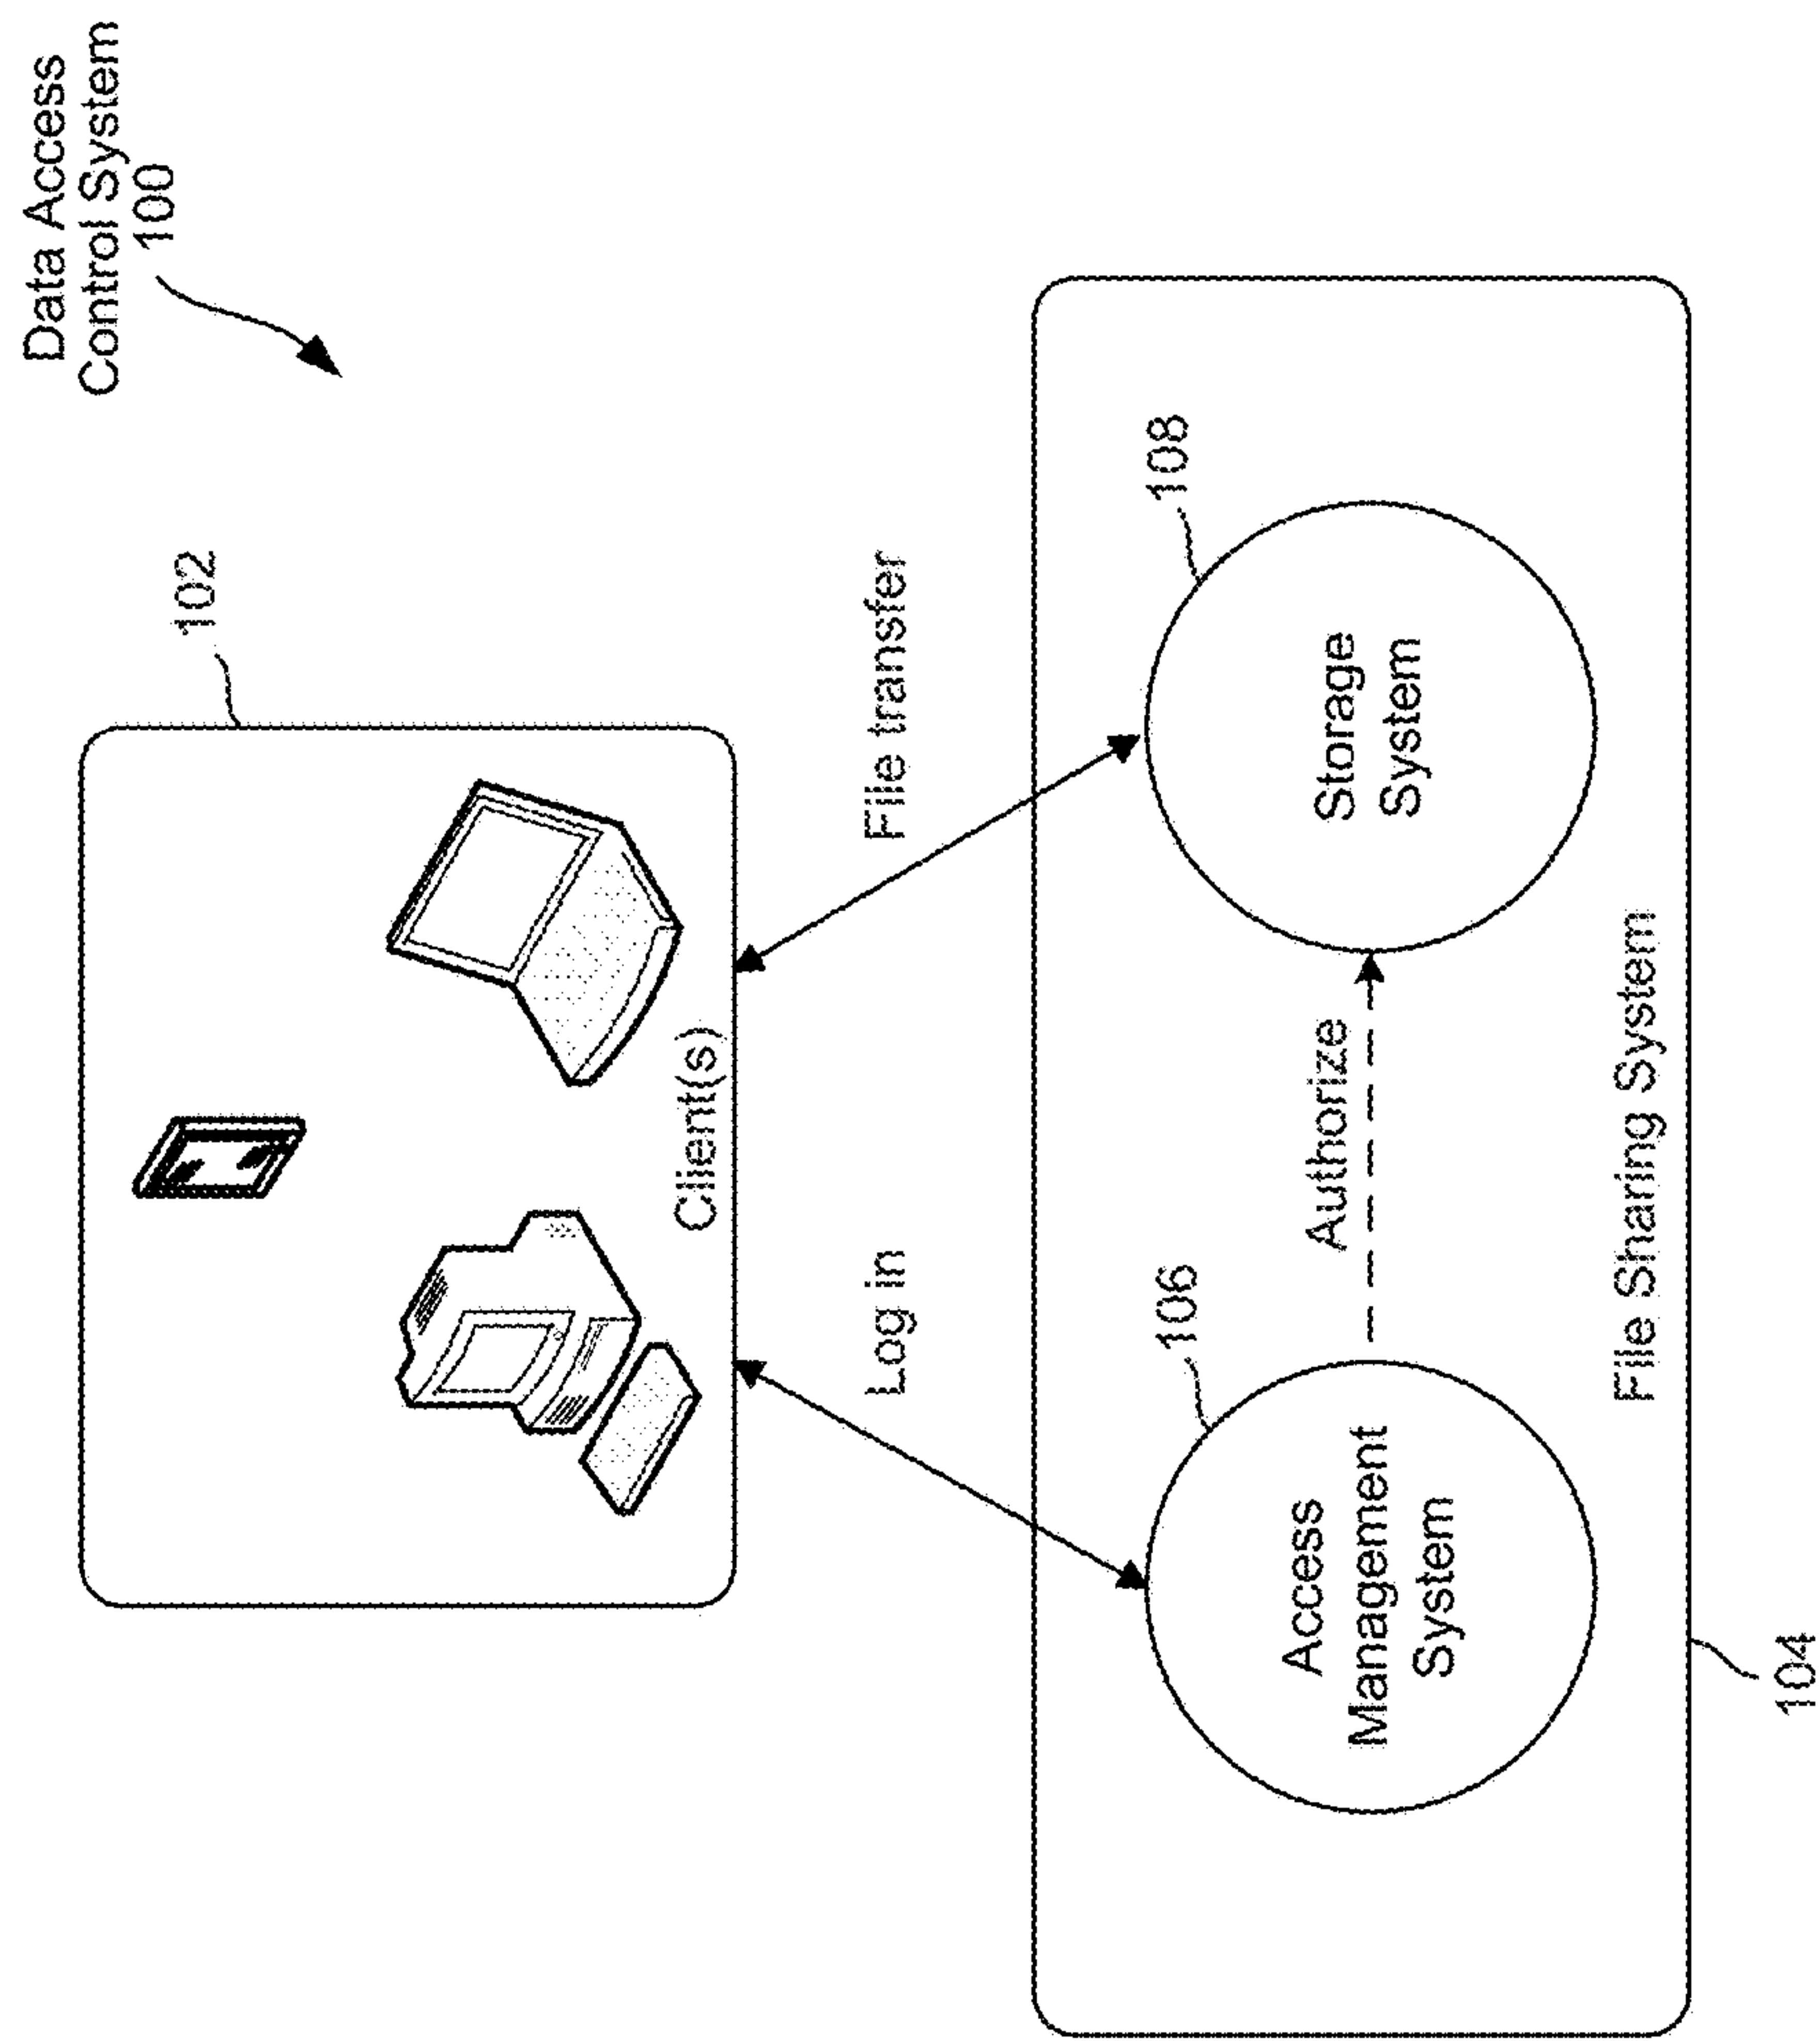 Data Access
Control System
100
102
Client(s)
Log in
File transfer
106
108
Access
Management
System
Authorize
Storage
System
File Sharing System
104